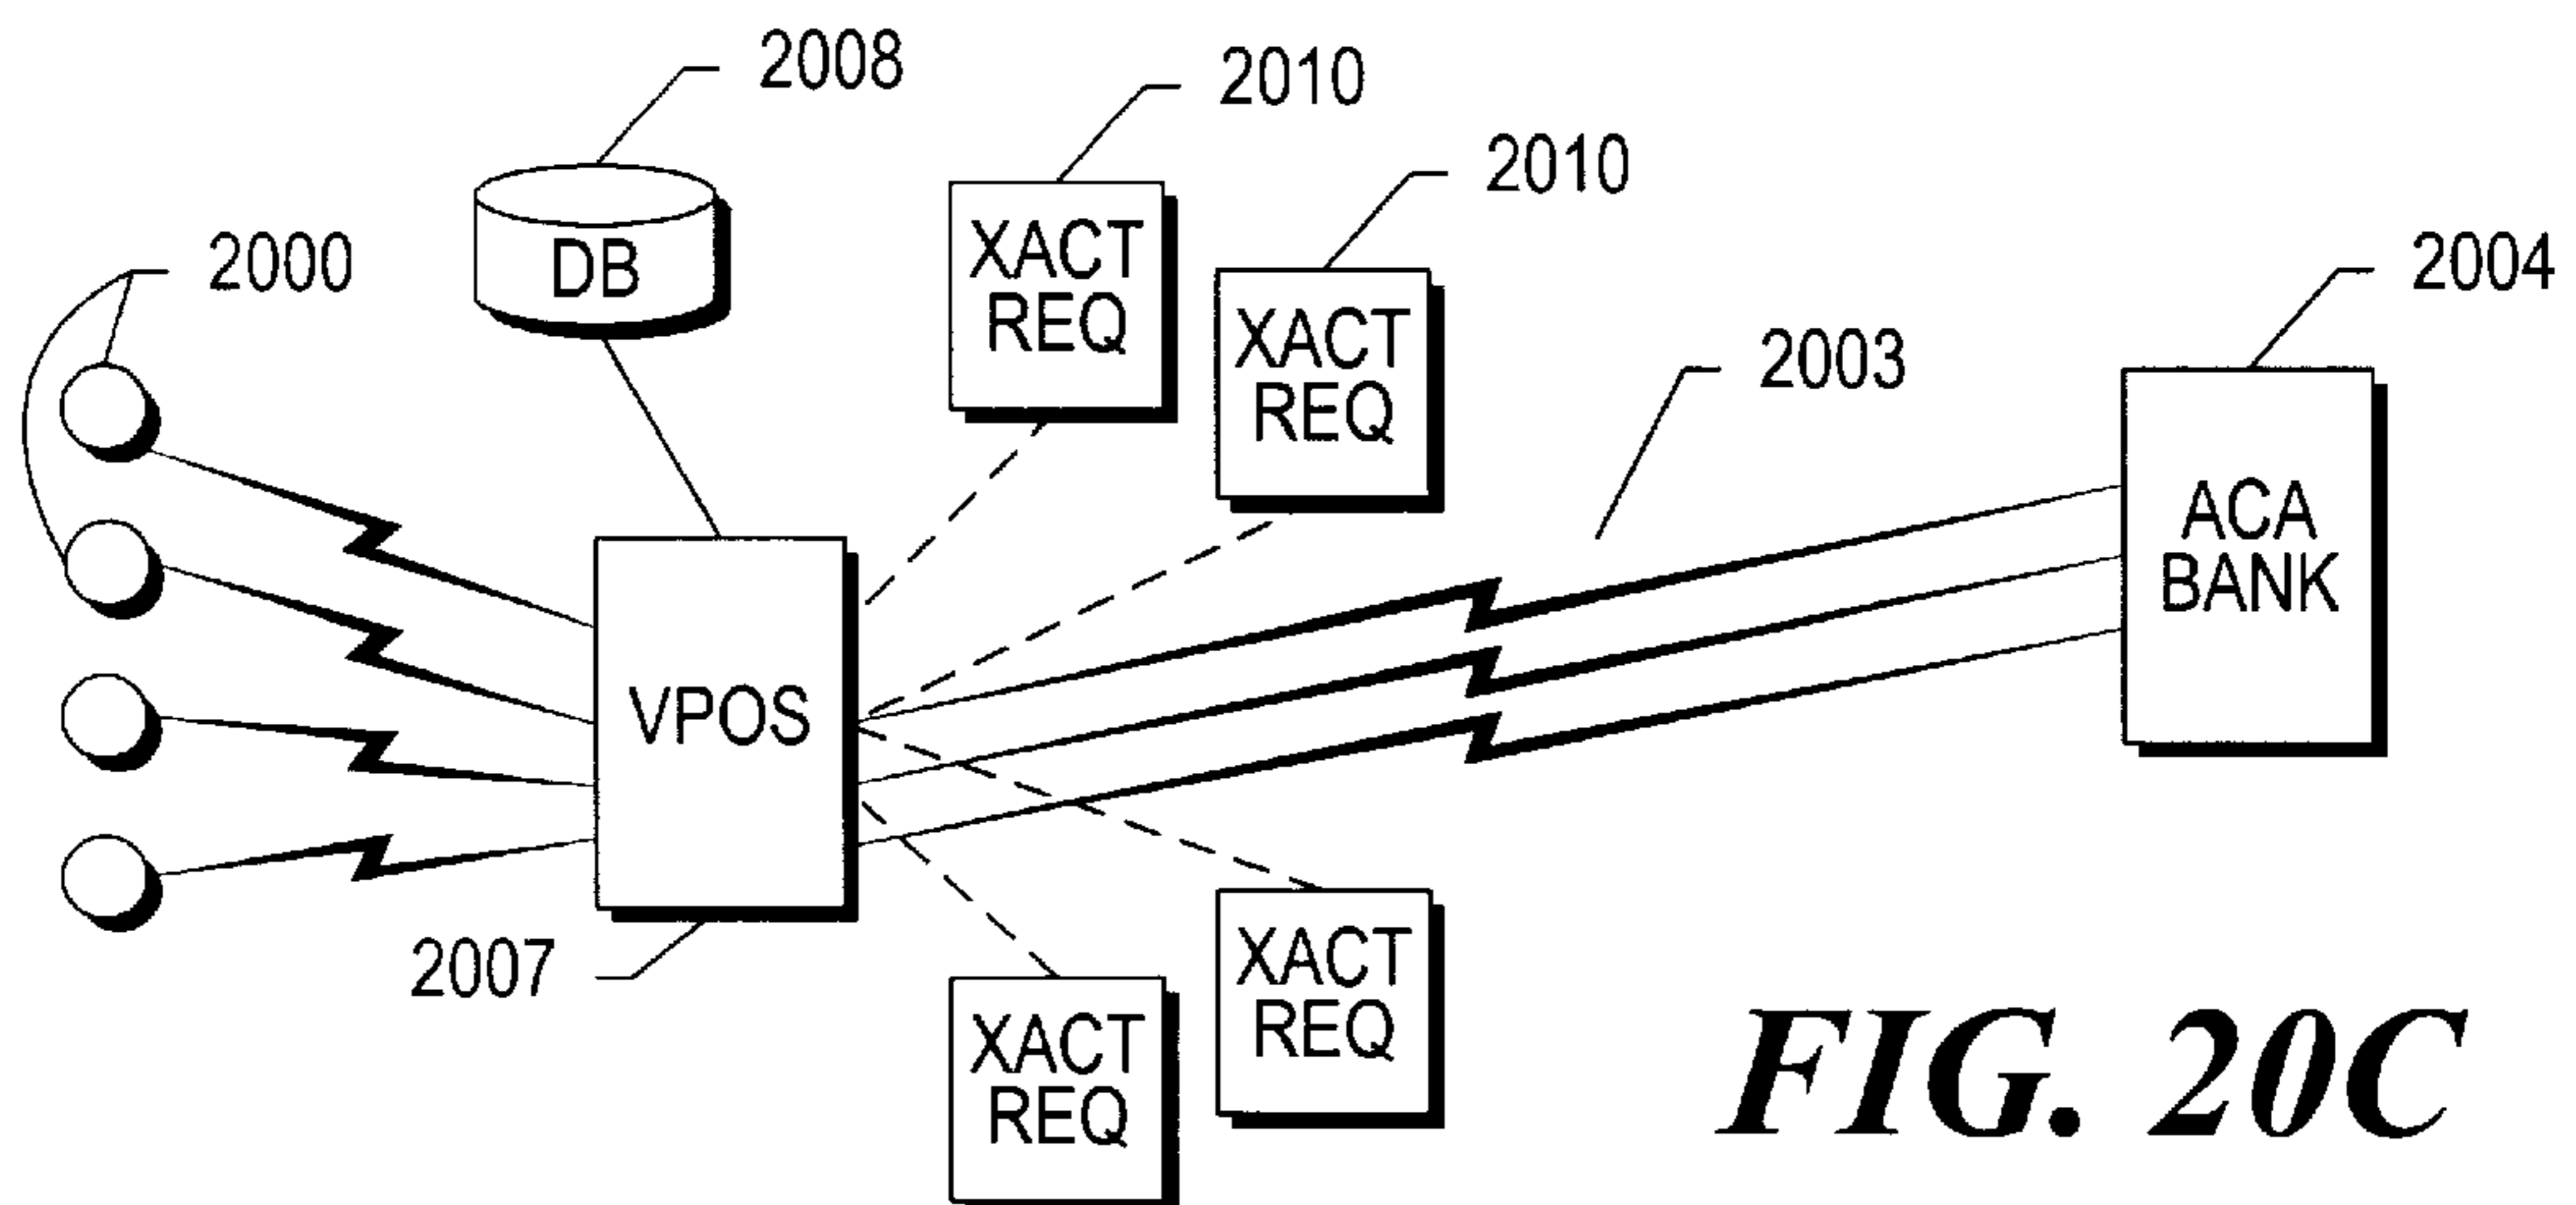 2008
2010
2010
2000
2004
DB
XACT
REQ
XACT
REQ
2003
ACA
BANK
VPOS
2007
XACT
REQ
XACT
REQ
FIG. 20C